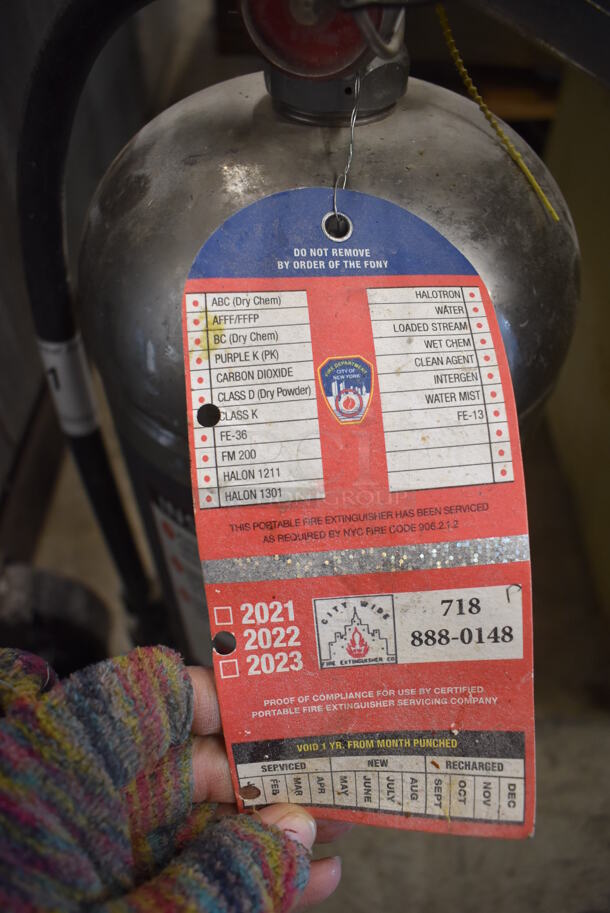 DO NOT REMOVE
BY ORDER OF THE FDNY
ABC (Dry Chem)
AFFF/FFFP
BC (Dry Chem)
PURPLE K (PK)
CARBON DIOXIDE
CLASS D (Dry Powder)
CLASS K
FE-36
FM 200
HALON 1211
HALON 1301
HALOTRON
WATER
LOADED STREAM
WET CHEM
CLEAN AGENT
INTERGEN
WATER MIST
FE-13
FIRE DEPARTMENT
CITY OF
NEW YORK
THIS PORTABLE FIRE EXTINGUISHER HAS BEEN SERVICED
AS REQUIRED BY NYC FIRE CODE 906.2.1.2
2021
2022
2023
CITY WIDE
FIRE EXTINGUISHER CO
718
888-0148
PROOF OF COMPLIANCE FOR USE BY CERTIFIED
PORTABLE FIRE EXTINGUISHER SERVICING COMPANY
VOID 1 YR. FROM MONTH PUNCHED
SERVICED NEW RECHARGED
FEB MAR APR MAY JUNE JULY AUG SEPT OCT NOV DEC